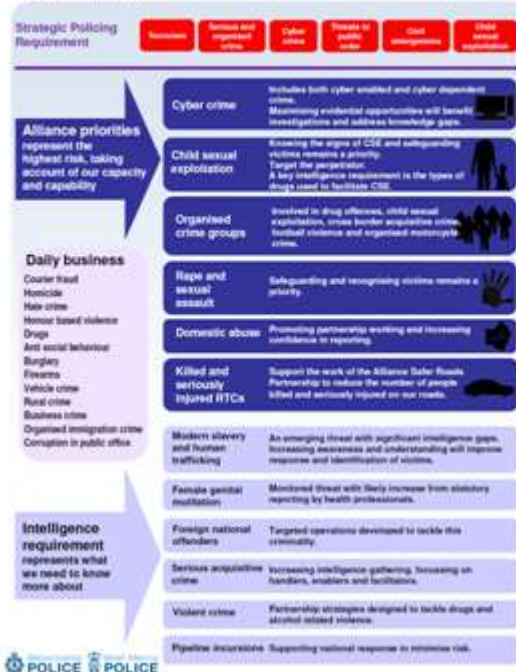 Strategic Policing
Requirement
Terrorism
Serious and
organised
crime
Cyber
crime
Threats to
public
order
Civil
emergencies
Child
sexual
exploitation
Alliance priorities
represent the
highest risk, taking
account of our capacity
and capability
Cyber crime
Includes both cyber enabled and cyber dependent
crime.
Maximising evidential opportunities will benefit
investigations and address knowledge gaps.
Child sexual
exploitation
Knowing the signs of CSE and safeguarding
victims remains a priority.
Target the perpetrator.
A key intelligence requirement is the types of
drugs used to facilitate CSE.
Organised
crime groups
Involved in drug offences, child sexual
exploitation, cross border acquisitive crime,
football violence and organised motorcycle
crime.
Rape and
sexual
assault
Safeguarding and recognising victims remains a
priority.
Domestic abuse
Promoting partnership working and increasing
confidence in reporting.
Killed and
seriously
injured RTCs
Support the work of the Alliance Safer Roads
Partnership to reduce the number of people
killed and seriously injured on our roads.
Daily business
Courier fraud
Homicide
Hate crime
Honour based violence
Drugs
Anti social behaviour
Burglary
Firearms
Vehicle crime
Rural crime
Business crime
Organised immigration crime
Corruption in public office
Modern slavery
and human
trafficking
An emerging threat with significant intelligence gaps.
Increasing awareness and understanding will improve
response and identification of victims.
Female genital
mutilation
Monitored threat with likely increase from statutory
reporting by health professionals.
Intelligence
requirement
represents what
we need to know
more about
Foreign national
offenders
Targeted operations developed to tackle this
criminality.
Serious acquisitive
crime
Increasing intelligence gathering, focussing on
handlers, enablers and facilitators.
Violent crime
Partnership strategies designed to tackle drugs and
alcohol related violence.
Pipeline incursions
Supporting national response to minimise risk.
POLICE
POLICE